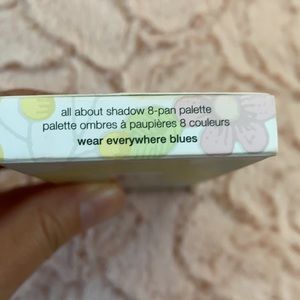 all about shadow 8-pan palette
palette ombres à paupières 8 couleurs
wear everywhere blues